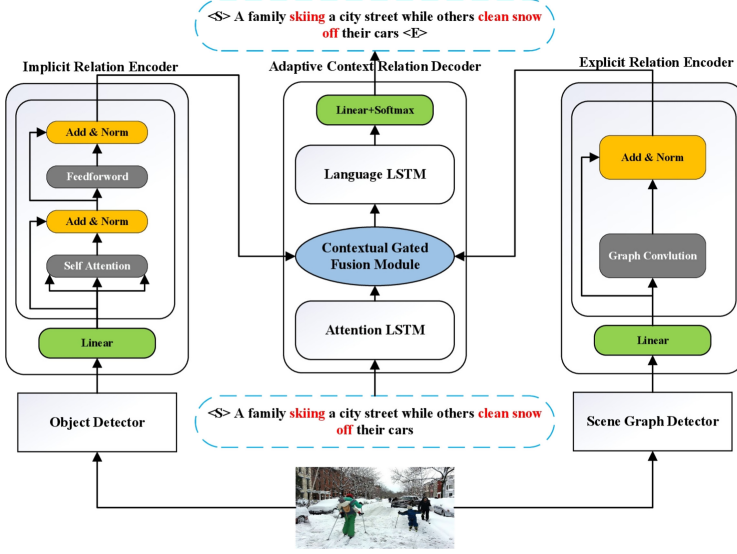 <S> A family skiing a city street while others clean snow
off their cars <E>
Implicit Relation Encoder
Adaptive Context Relation Decoder
Explicit Relation Encoder
Add & Norm
Feedforword
Add & Norm
Self Attention
Linear
Object Detector
Linear+Softmax
Language LSTM
Contextual Gated
Fusion Module
Attention LSTM
<S> A family skiing a city street while others clean snow
off their cars
Add & Norm
Graph Convlution
Linear
Scene Graph Detector